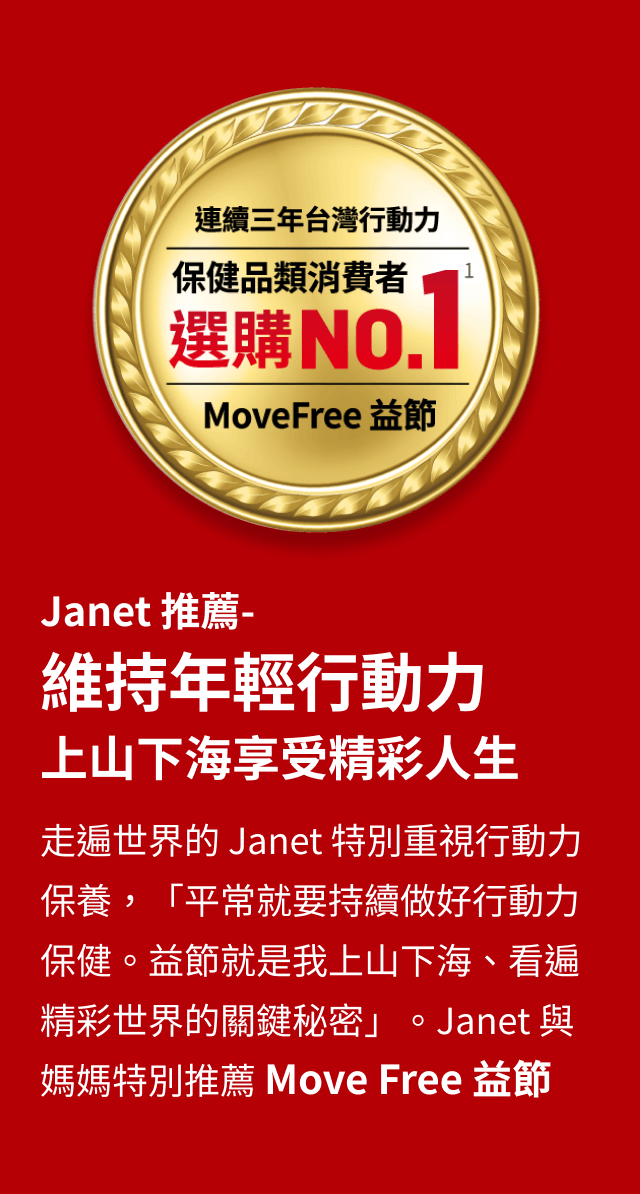 連續三年台灣行動力
保健品類消費者
選購NO.1 1
MoveFree 益節
Janet 推薦-
維持年輕行動力
上山下海享受精彩人生
走遍世界的 Janet 特別重視行動力
保養，「平常就要持續做好行動力
保健。益節就是我上山下海、看遍
精彩世界的關鍵秘密」。Janet 與
媽媽特別推薦 Move Free 益節